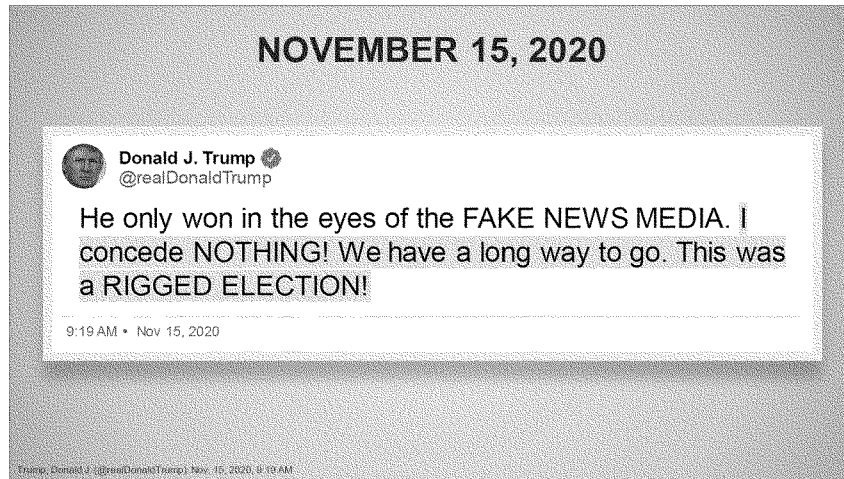 NOVEMBER 15, 2020
Donald J. Trump
@realDonaldTrump
He only won in the eyes of the FAKE NEWS MEDIA. I
concede NOTHING! We have a long way to go. This was
a RIGGED ELECTION!
9:19 AM • Nov 15, 2020
Trump, Donald J. (@realDonaldTrump). Nov. 15, 2020, 9:19 AM